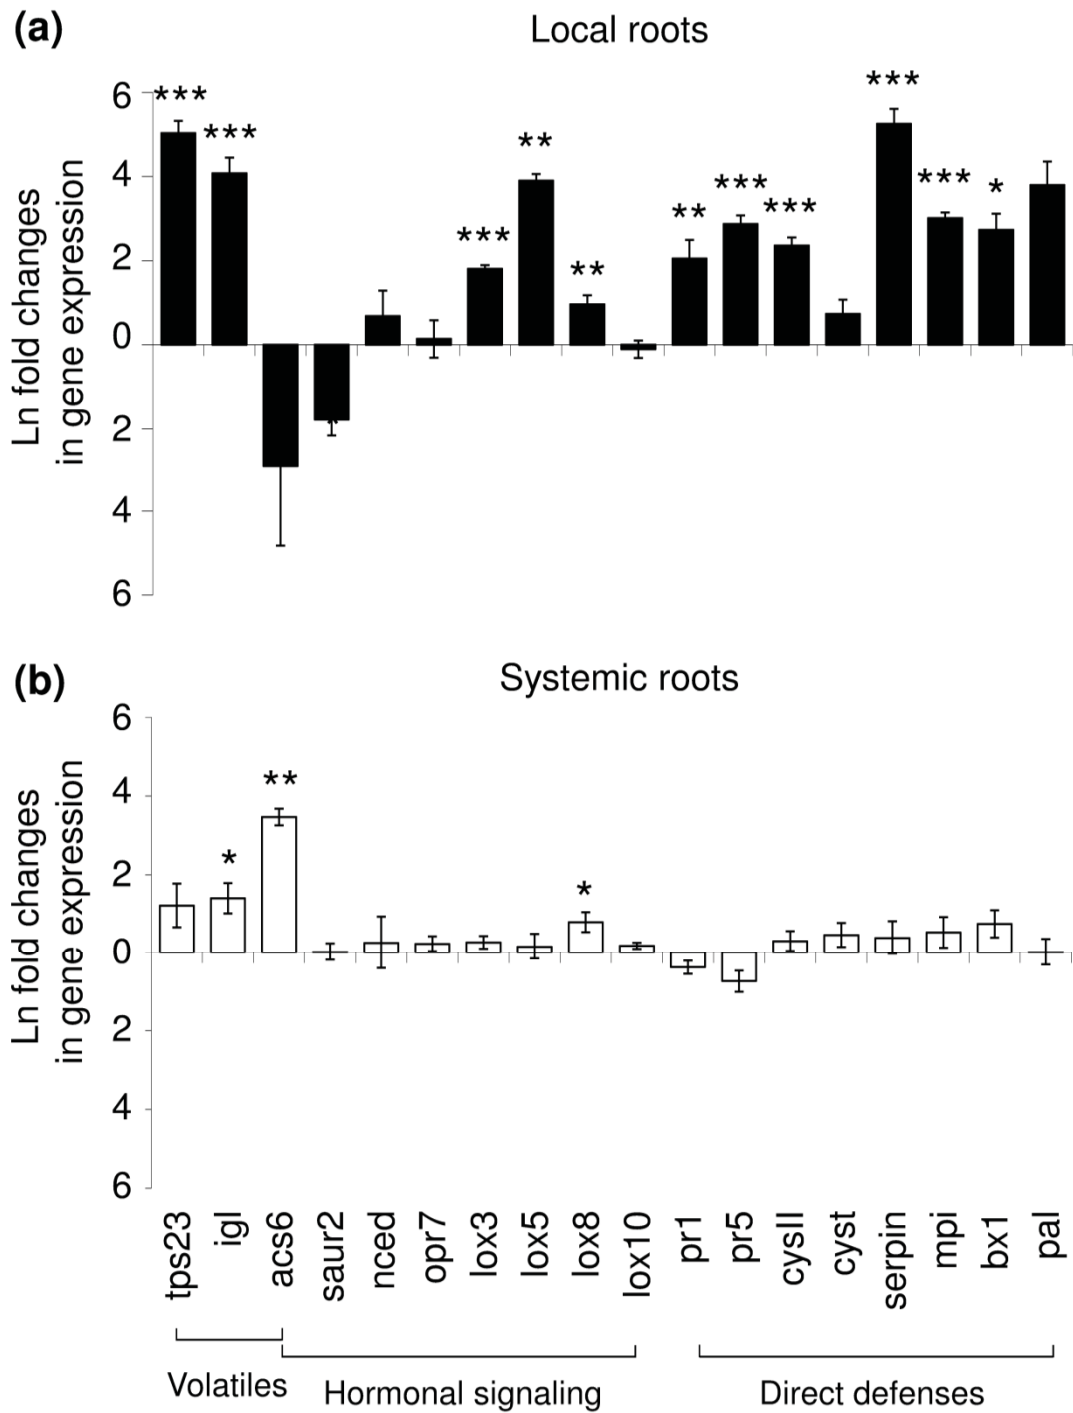 (a)
Local roots
Ln fold changes
in gene expression
6
4
2
0
2
4
6
***
***
***
**
**
**
***
***
***
***
*
*
(b)
Systemic roots
Ln fold changes
in gene expression
6
4
2
0
2
4
6
*
**
*
tps23
igl
acs6
saur2
nced
opr7
lox3
lox5
lox8
lox10
pr1
pr5
cysII
cyst
serpin
mpi
bx1
pal
Volatiles
Hormonal signaling
Direct defenses